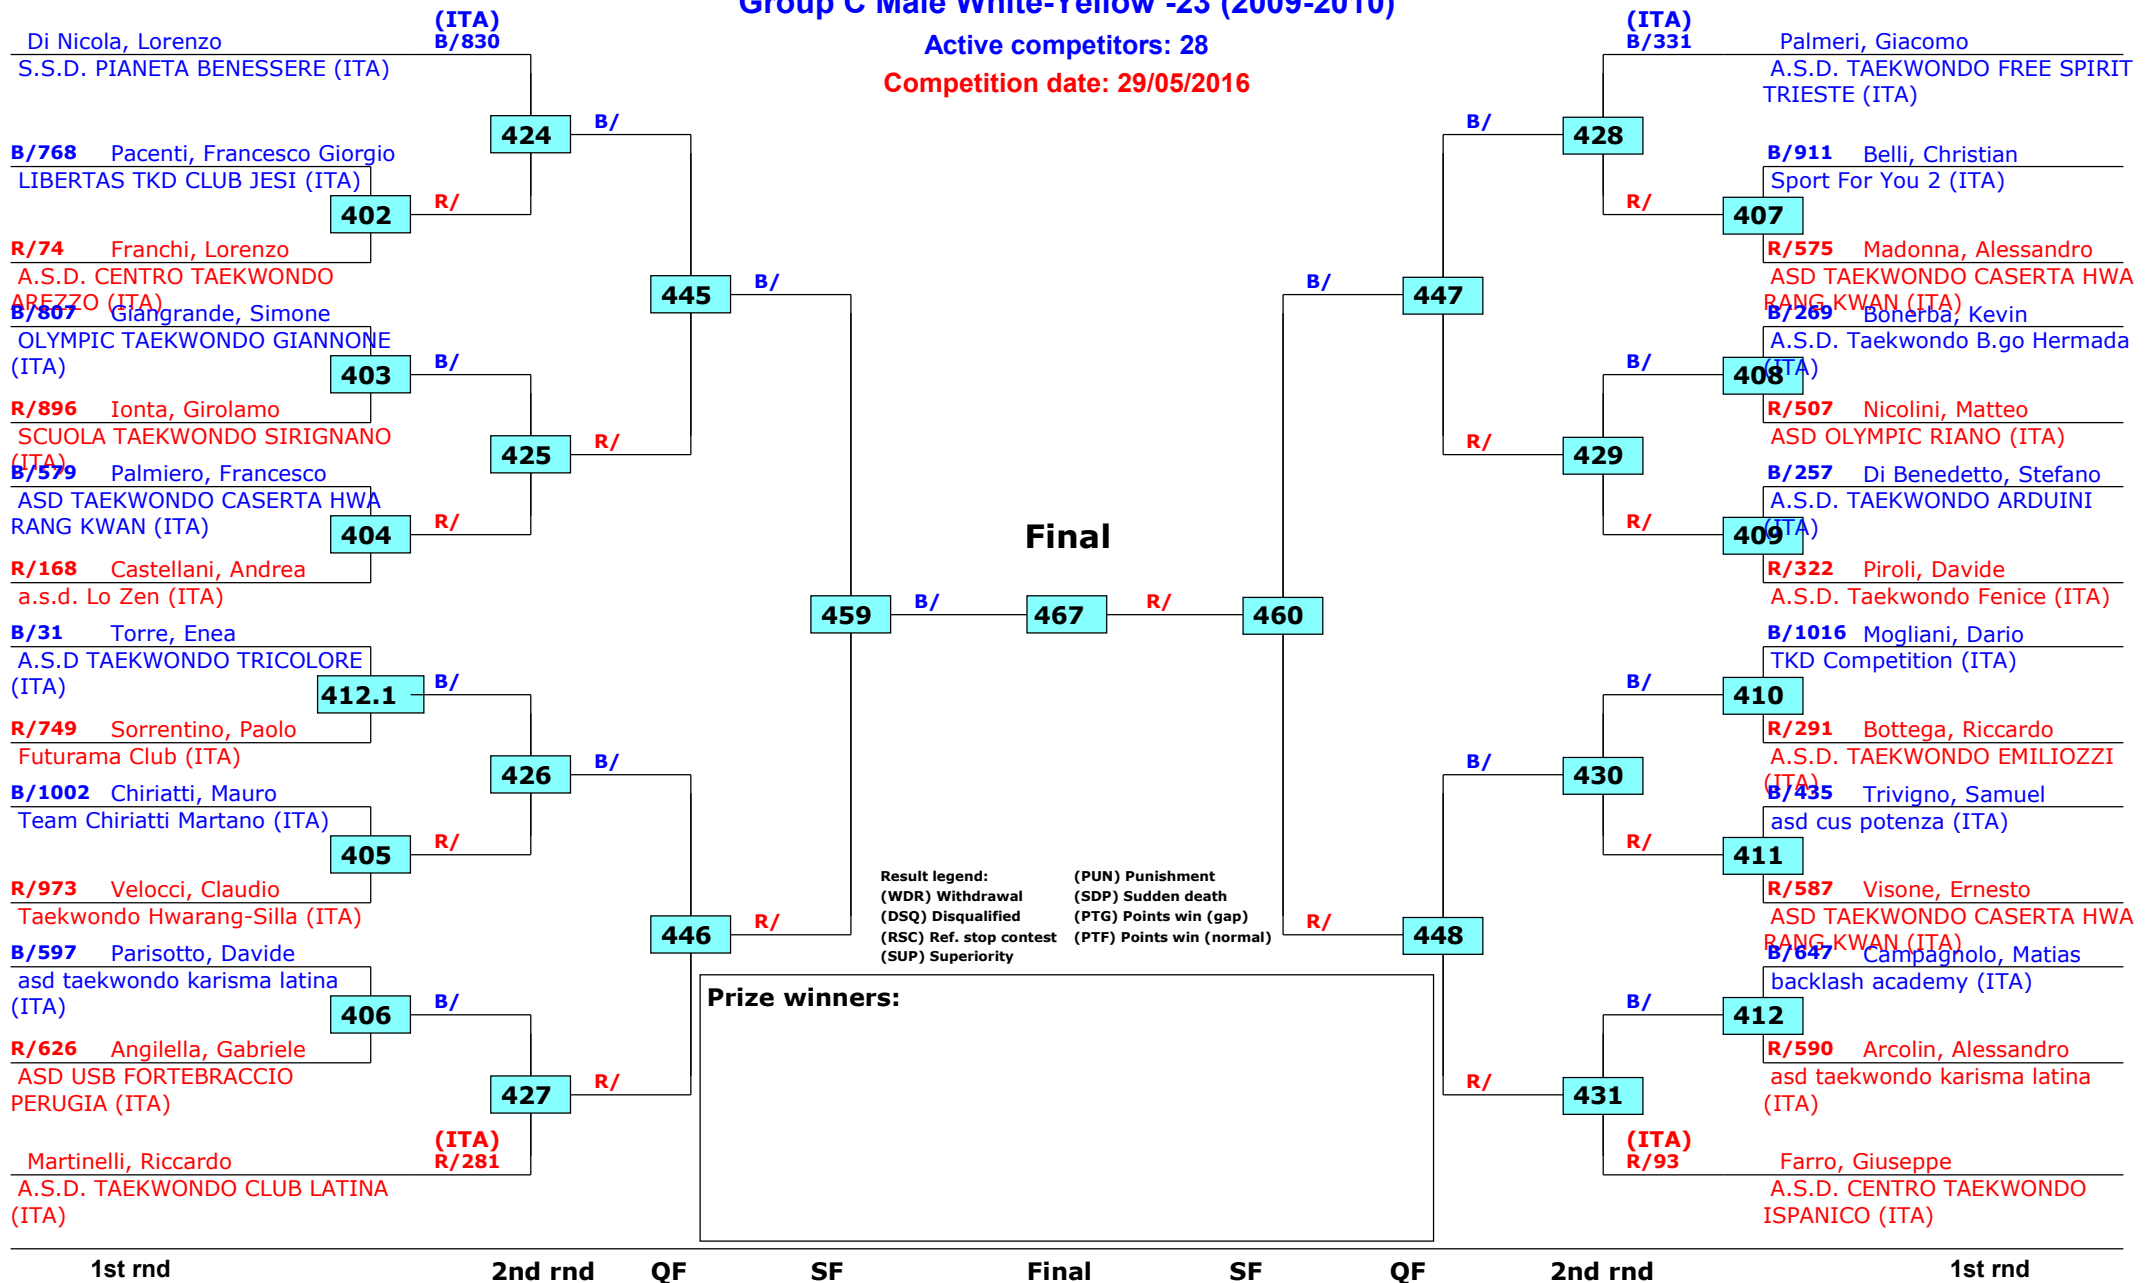 Group C Male White-Yellow -23 (2009-2010)
Active competitors: 28
Competition date: 29/05/2016
(ITA)
Di Nicola, Lorenzo B/830
S.S.D. PIANETA BENESSERE (ITA)
424 B/
B/768 Pacenti, Francesco Giorgio
LIBERTAS TKD CLUB JESI (ITA)
402 R/
R/74 Franchi, Lorenzo
A.S.D. CENTRO TAEKWONDO
AREZZO (ITA)
445 B/
B/807 Giangrande, Simone
OLYMPIC TAEKWONDO GIANNONE
(ITA)
403 B/
R/896 Ionta, Girolamo
SCUOLA TAEKWONDO SIRIGNANO
(ITA)
425 R/
B/579 Palmiero, Francesco
ASD TAEKWONDO CASERTA HWA
RANG KWAN (ITA)
404 R/
R/168 Castellani, Andrea
a.s.d. Lo Zen (ITA)
459 B/
B/31 Torre, Enea
A.S.D TAEKWONDO TRICOLORE
(ITA)
412.1 B/
R/749 Sorrentino, Paolo
Futurama Club (ITA)
426 B/
B/1002 Chiriatti, Mauro
Team Chiriatti Martano (ITA)
405 R/
R/973 Velocci, Claudio
Taekwondo Hwarang-Silla (ITA)
446 R/
B/597 Parisotto, Davide
asd taekwondo karisma latina
(ITA)
406 B/
R/626 Angilella, Gabriele
ASD USB FORTEBRACCIO
PERUGIA (ITA)
427 R/
(ITA)
Martinelli, Riccardo R/281
A.S.D. TAEKWONDO CLUB LATINA
(ITA)
Final
467
(ITA)
B/331 Palmeri, Giacomo
A.S.D. TAEKWONDO FREE SPIRIT
TRIESTE (ITA)
B/ 428
B/911 Belli, Christian
Sport For You 2 (ITA)
R/ 407
R/575 Madonna, Alessandro
ASD TAEKWONDO CASERTA HWA
RANG KWAN (ITA)
B/ 447
B/269 Bonerba, Kevin
A.S.D. Taekwondo B.go Hermada
(ITA)
B/ 408
R/507 Nicolini, Matteo
ASD OLYMPIC RIANO (ITA)
R/ 429
B/257 Di Benedetto, Stefano
A.S.D. TAEKWONDO ARDUINI
(ITA)
R/ 409
R/322 Piroli, Davide
A.S.D. Taekwondo Fenice (ITA)
R/ 460
B/1016 Mogliani, Dario
TKD Competition (ITA)
B/ 410
R/291 Bottega, Riccardo
A.S.D. TAEKWONDO EMILIOZZI
(ITA)
B/ 430
B/435 Trivigno, Samuel
asd cus potenza (ITA)
R/ 411
R/587 Visone, Ernesto
ASD TAEKWONDO CASERTA HWA
RANG KWAN (ITA)
R/ 448
B/647 Campagnolo, Matias
backlash academy (ITA)
B/ 412
R/590 Arcolin, Alessandro
asd taekwondo karisma latina
(ITA)
R/ 431
(ITA)
R/93 Farro, Giuseppe
A.S.D. CENTRO TAEKWONDO
ISPANICO (ITA)
Result legend: (PUN) Punishment
(WDR) Withdrawal (SDP) Sudden death
(DSQ) Disqualified (PTG) Points win (gap)
(RSC) Ref. stop contest (PTF) Points win (normal)
(SUP) Superiority
Prize winners:
1st rnd 2nd rnd QF SF Final SF QF 2nd rnd 1st rnd